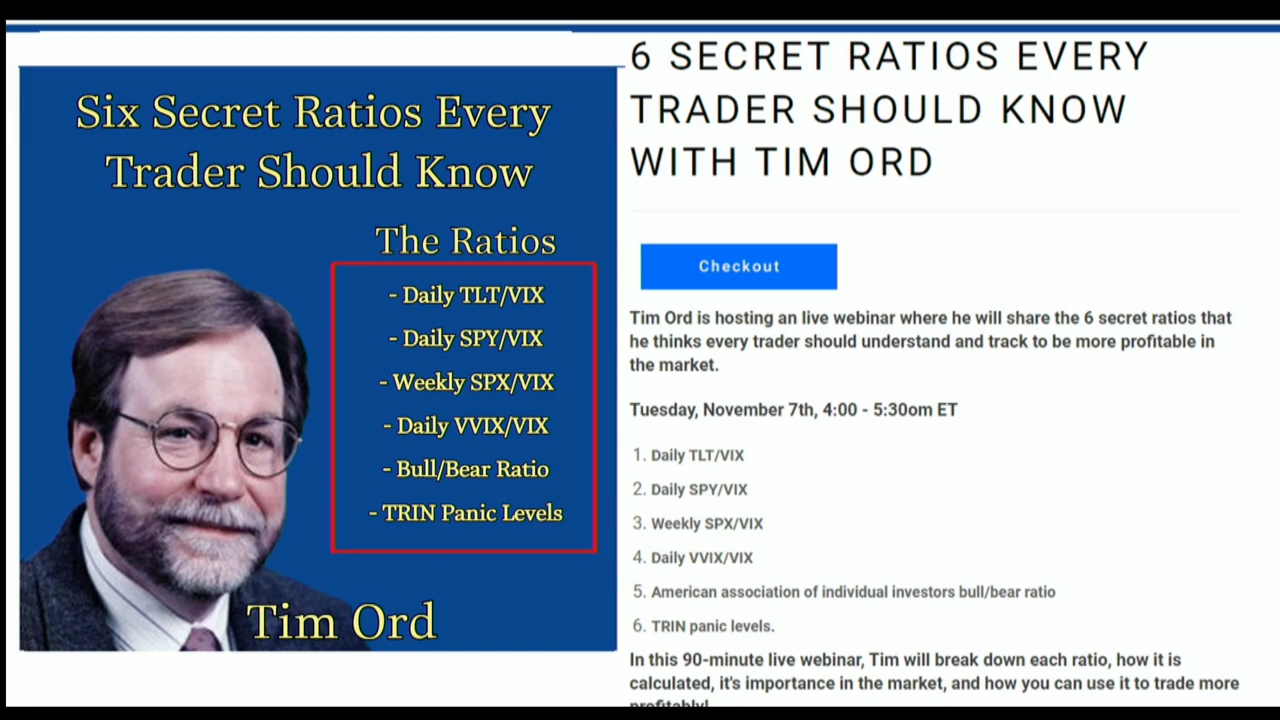 Six Secret Ratios Every
Trader Should Know
The Ratios
- Daily TLT/VIX
- Daily SPY/VIX
- Weekly SPX/VIX
- Daily VVIX/VIX
- Bull/Bear Ratio
- TRIN Panic Levels
Tim Ord
6 SECRET RATIOS EVERY
TRADER SHOULD KNOW
WITH TIM ORD
Checkout
Tim Ord is hosting an live webinar where he will share the 6 secret ratios that
he thinks every trader should understand and track to be more profitable in
the market.
Tuesday, November 7th, 4:00 - 5:30om ET
1. Daily TLT/VIX
2. Daily SPY/VIX
3. Weekly SPX/VIX
4. Daily VVIX/VIX
5. American association of individual investors bull/bear ratio
6. TRIN panic levels.
In this 90-minute live webinar, Tim will break down each ratio, how it is
calculated, it's importance in the market, and how you can use it to trade more
profitably!